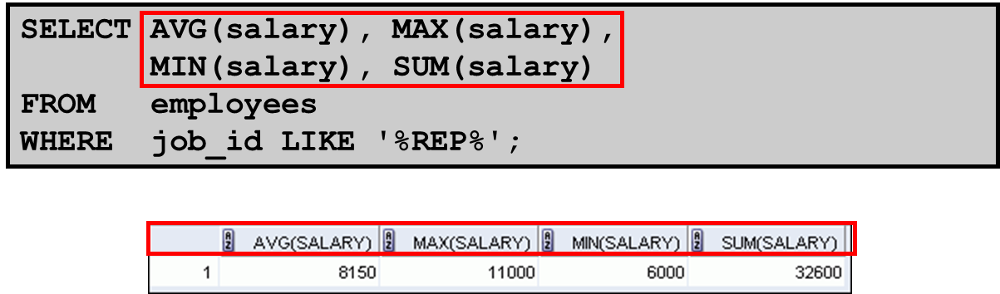 SELECT AVG(salary), MAX(salary),
MIN(salary), SUM(salary)
FROM employees
WHERE job_id LIKE '%REP%';
AVG(SALARY) MAX(SALARY) MIN(SALARY) SUM(SALARY)
1 8150 11000 6000 32600